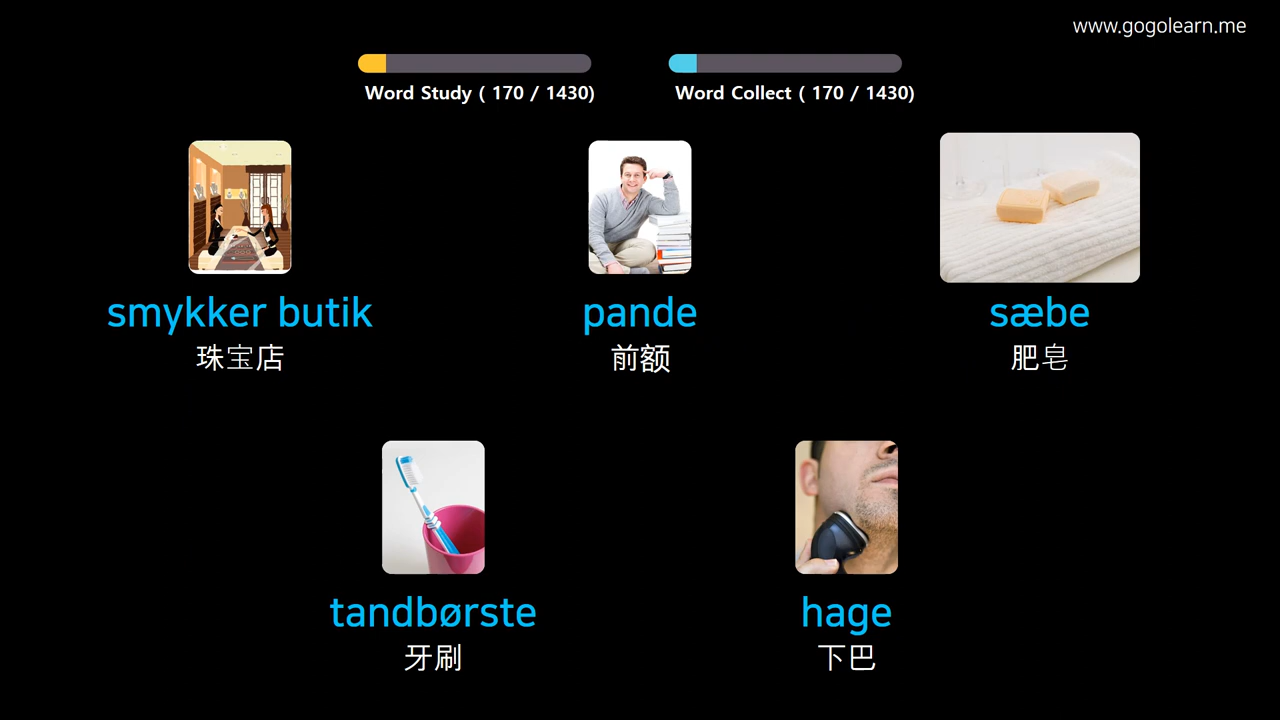 www.gogolearn.me
Word Study ( 170 / 1430)
Word Collect ( 170 / 1430)
smykker butik
珠宝店
pande
前额
sæbe
肥皂
tandbørste
牙刷
hage
下巴